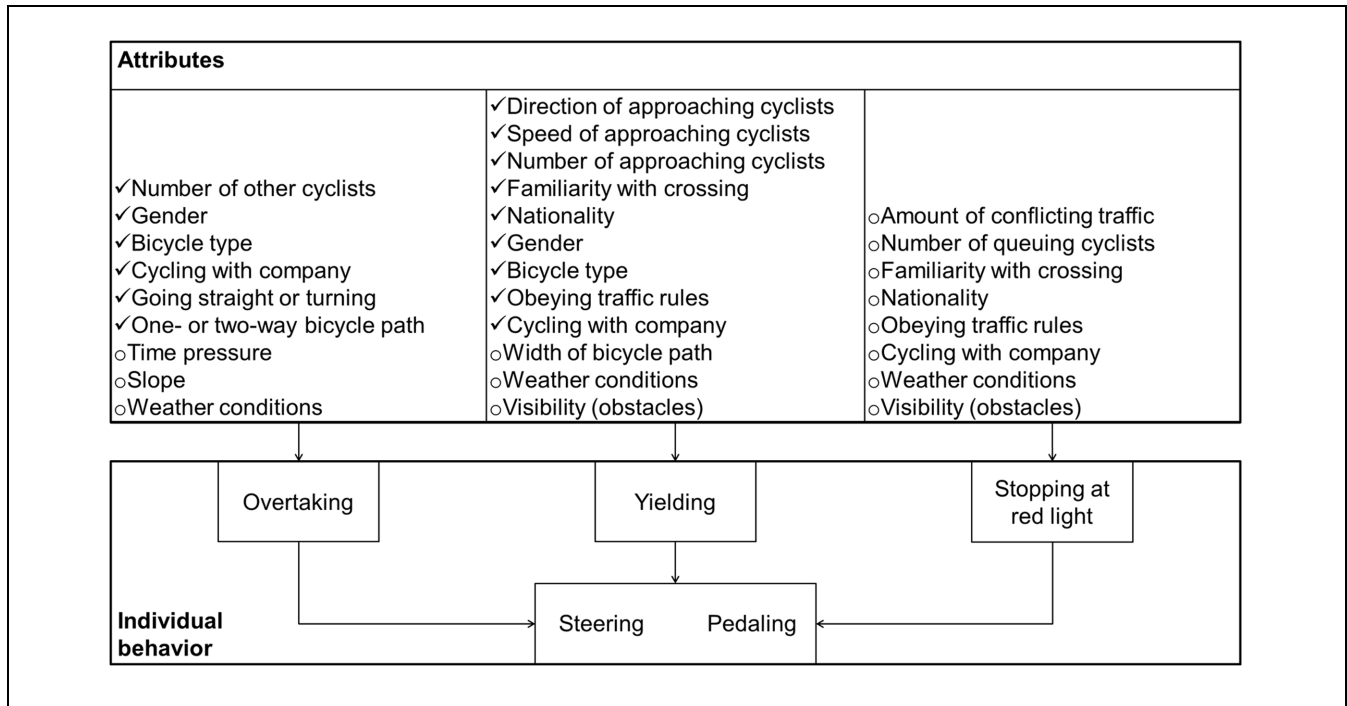 Attributes
✓Number of other cyclists
✓Gender
✓Bicycle type
✓Cycling with company
✓Going straight or turning
✓One- or two-way bicycle path
○Time pressure
○Slope
○Weather conditions
✓Direction of approaching cyclists
✓Speed of approaching cyclists
✓Number of approaching cyclists
✓Familiarity with crossing
✓Nationality
✓Gender
✓Bicycle type
✓Obeying traffic rules
✓Cycling with company
○Width of bicycle path
○Weather conditions
○Visibility (obstacles)
○Amount of conflicting traffic
○Number of queuing cyclists
○Familiarity with crossing
○Nationality
○Obeying traffic rules
○Cycling with company
○Weather conditions
○Visibility (obstacles)
Overtaking
Yielding
Stopping at
red light
Steering Pedaling
Individual
behavior